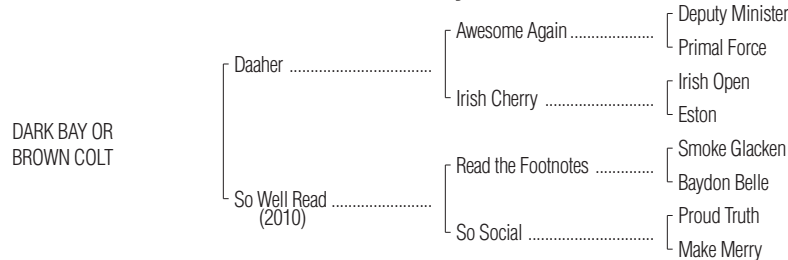 Deputy Minister
Awesome Again ....................
Primal Force
Daaher ..................................
Irish Open
Irish Cherry ..........................
Eston
DARK BAY OR
BROWN COLT
Smoke Glacken
Read the Footnotes ..............
Baydon Belle
So Well Read ........................
(2010)
Proud Truth
So Social ..............................
Make Merry